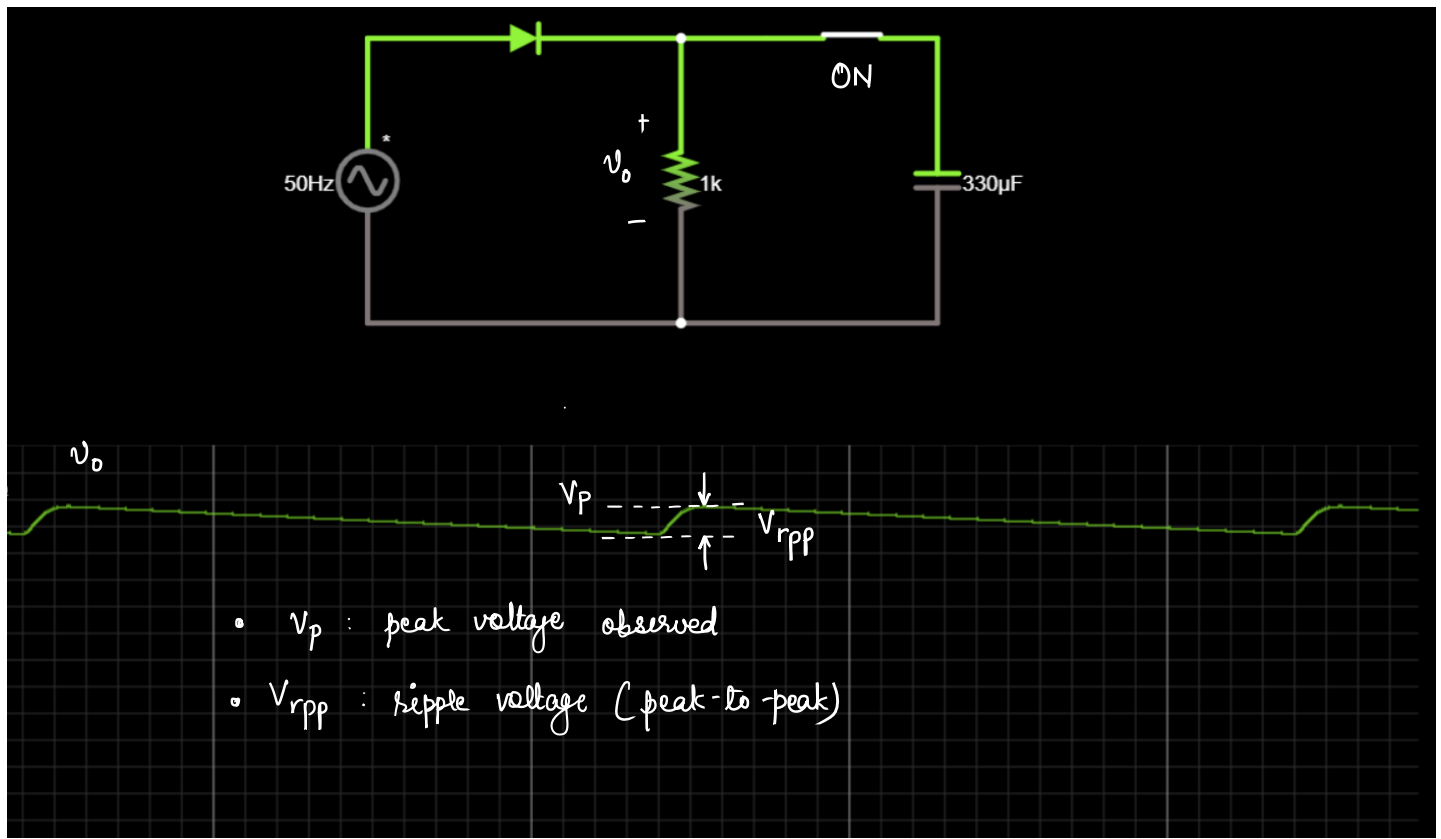 *
ON
+
50Hz
v₀
1k
330µF
−
v₀
Vp
Vrpp
• Vp : peak voltage observed
• Vrpp : ripple voltage (peak-to-peak)